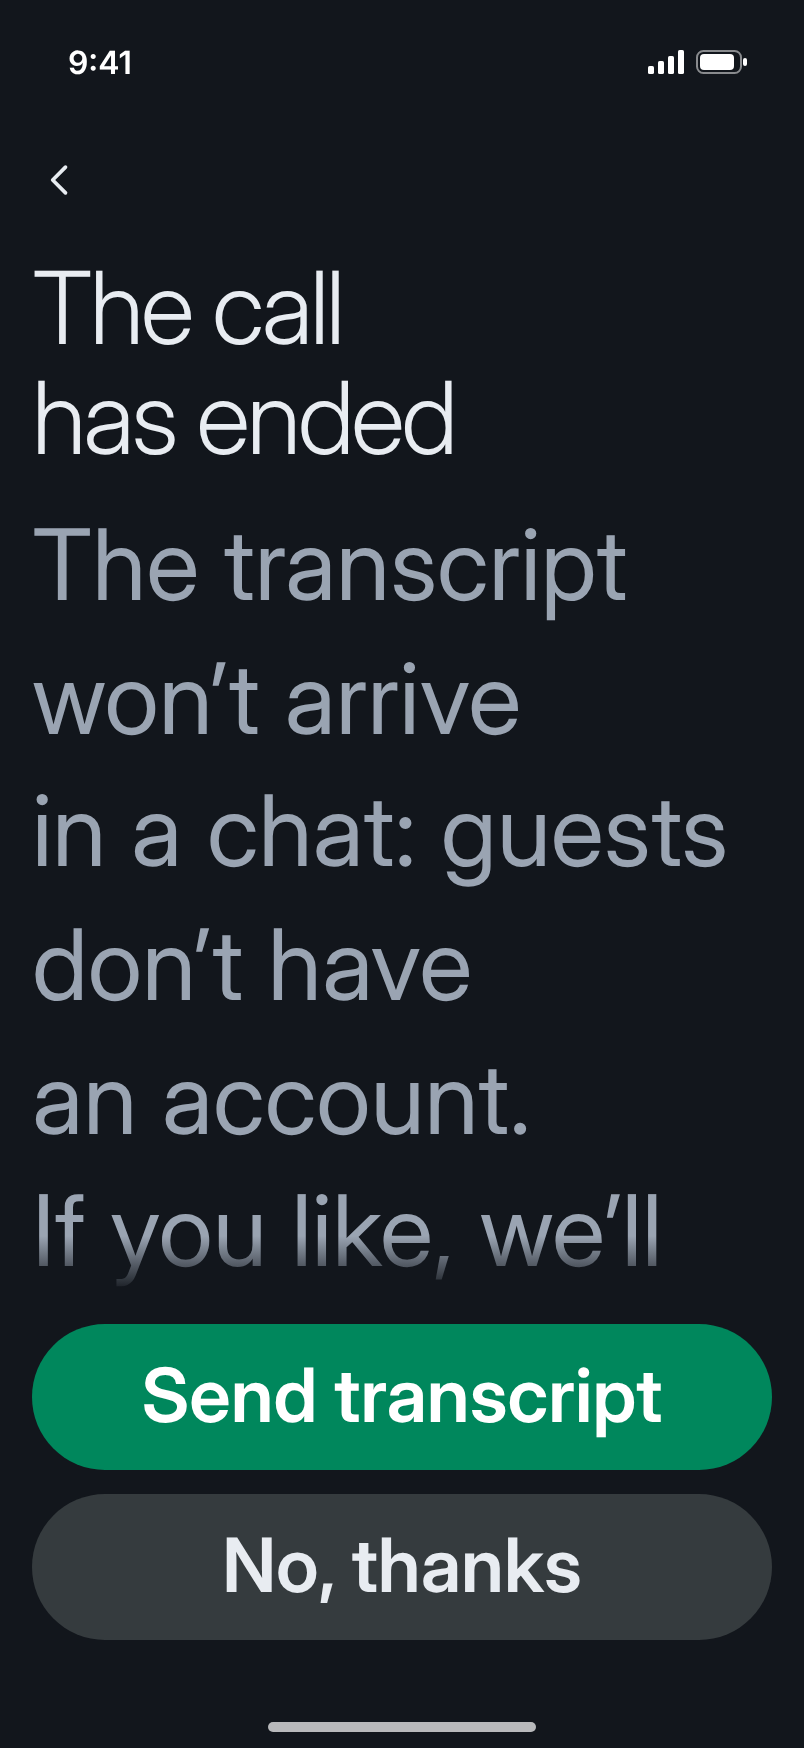 9:41
The call
has ended
The transcript
won’t arrive
in a chat: guests
don’t have
an account.
If you like, we’ll
Send transcript
No, thanks